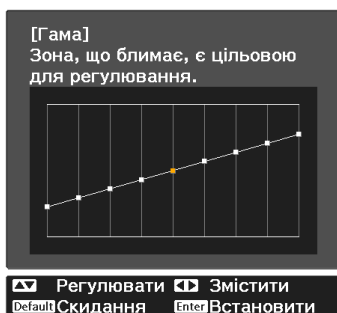 [Гама]
Зона, що блимає, є цільовою
для регулювання.
Регулювати Змістити
Default Скидання Enter Встановити